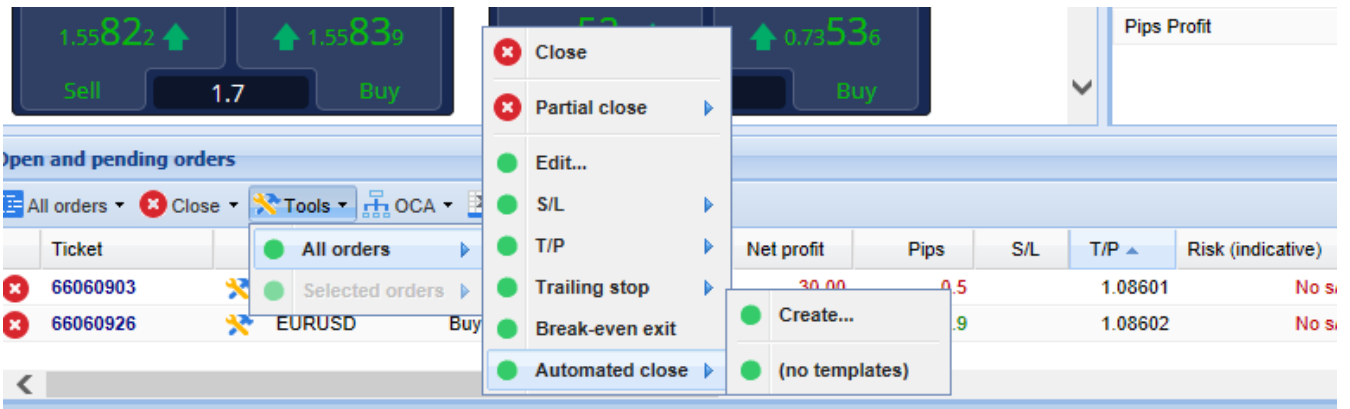 1.55822 1.55839 0.73536
Sell 1.7 Buy Buy
Pips Profit
Open and pending orders
All orders Close Tools OCA
Ticket Net profit Pips S/L T/P Risk (indicative)
66060903 30.00 1.08601 No
66060926 EURUSD Buy 1.08602 No
All orders
Selected orders
Close
Partial close
Edit...
S/L
T/P
Trailing stop
Break-even exit
Automated close
Create...
(no templates)